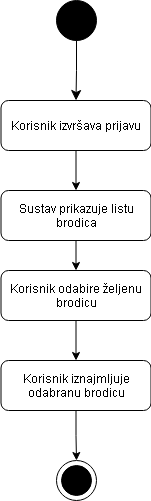 Korisnik izvršava prijavu
Sustav prikazuje listu
brodica
Korisnik odabire željenu
brodicu
Korisnik iznajmljuje
odabranu brodicu